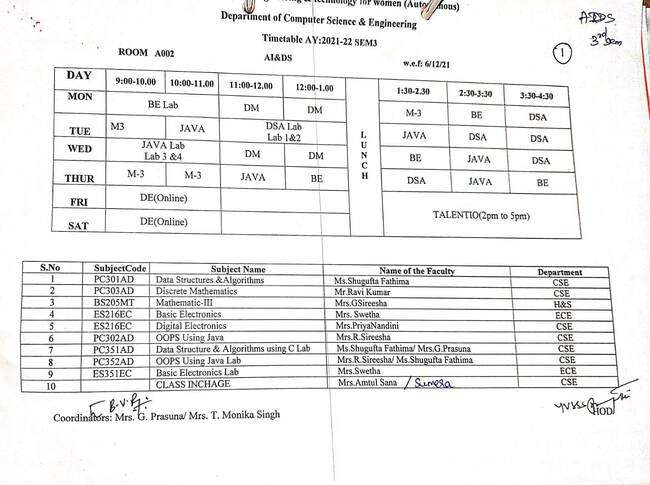 technology for women (Auto nous)
Department of Computer Science & Engineering
Timetable AY:2021-22 SEM3
ROOM A002 AI&DS w.e.f: 6/12/21
AI&DS
3rd sem
1
DAY 9:00-10.00 10:00-11.00 11:00-12.00 12:00-1.00 LUNCH 1:30-2.30 2:30-3:30 3:30-4:30
MON BE Lab DM DM M-3 BE DSA
TUE M3 JAVA DSA Lab Lab 1&2 JAVA DSA DSA
WED JAVA Lab Lab 3 &4 DM DM BE JAVA DSA
THUR M-3 M-3 JAVA BE DSA JAVA BE
FRI DE(Online) TALENTIO(2pm to 5pm)
SAT DE(Online)
S.No SubjectCode Subject Name Name of the Faculty Department
1 PC301AD Data Structures &Algorithms Ms.Shugufta Fathima CSE
2 PC303AD Discrete Mathematics Mr.Ravi Kumar CSE
3 BS205MT Mathematic-III Mrs.GSireesha H&S
4 ES216EC Basic Electronics Mrs. Swetha ECE
5 ES216EC Digital Electronics Mrs.PriyaNandini ECE
6 PC302AD OOPS Using Java Mrs.R.Sireesha CSE
7 PC351AD Data Structure & Algorithms using C Lab Ms.Shugufta Fathima/ Mrs.G.Prasuna CSE
8 PC352AD OOPS Using Java Lab Mrs.R.Sireesha/ Ms.Shugufta Fathima CSE
9 ES351EC Basic Electronics Lab Mrs.Swetha ECE
10 CLASS INCHAGE Mrs.Amtul Sana / Sumera CSE
Coordinators: Mrs. G. Prasuna/ Mrs. T. Monika Singh HOD